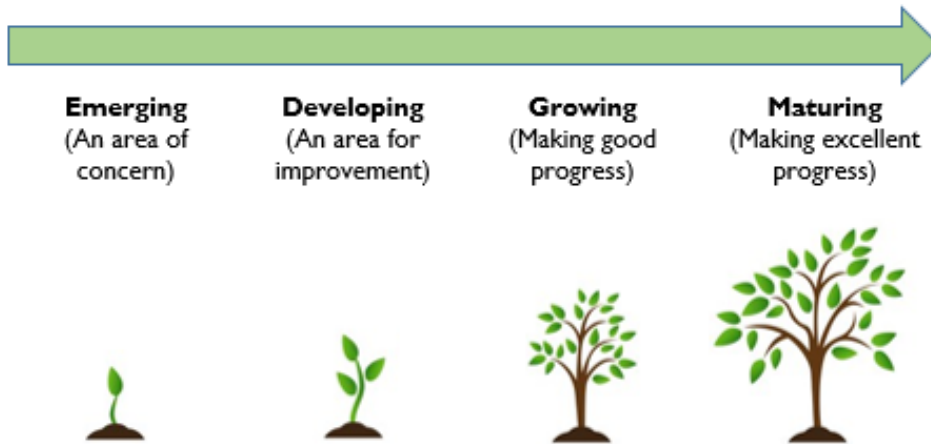 Emerging
(An area of
concern)
Developing
(An area for
improvement)
Growing
(Making good
progress)
Maturing
(Making excellent
progress)